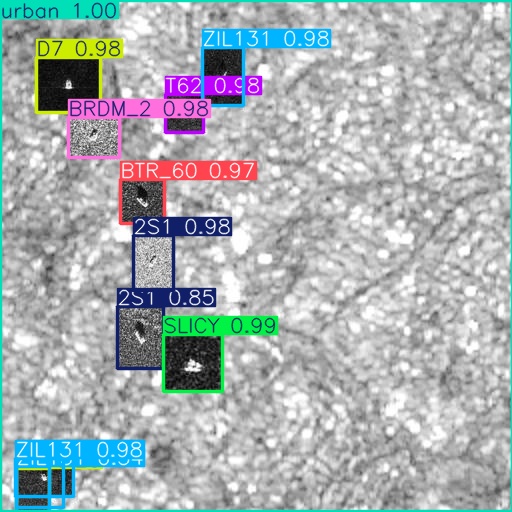 urban 1.00
ZIL131 0.98
D7 0.98
T62 0.98
BRDM_2 0.98
BTR_60 0.97
2S1 0.98
2S1 0.85
SLICY 0.99
ZIL131 0.98